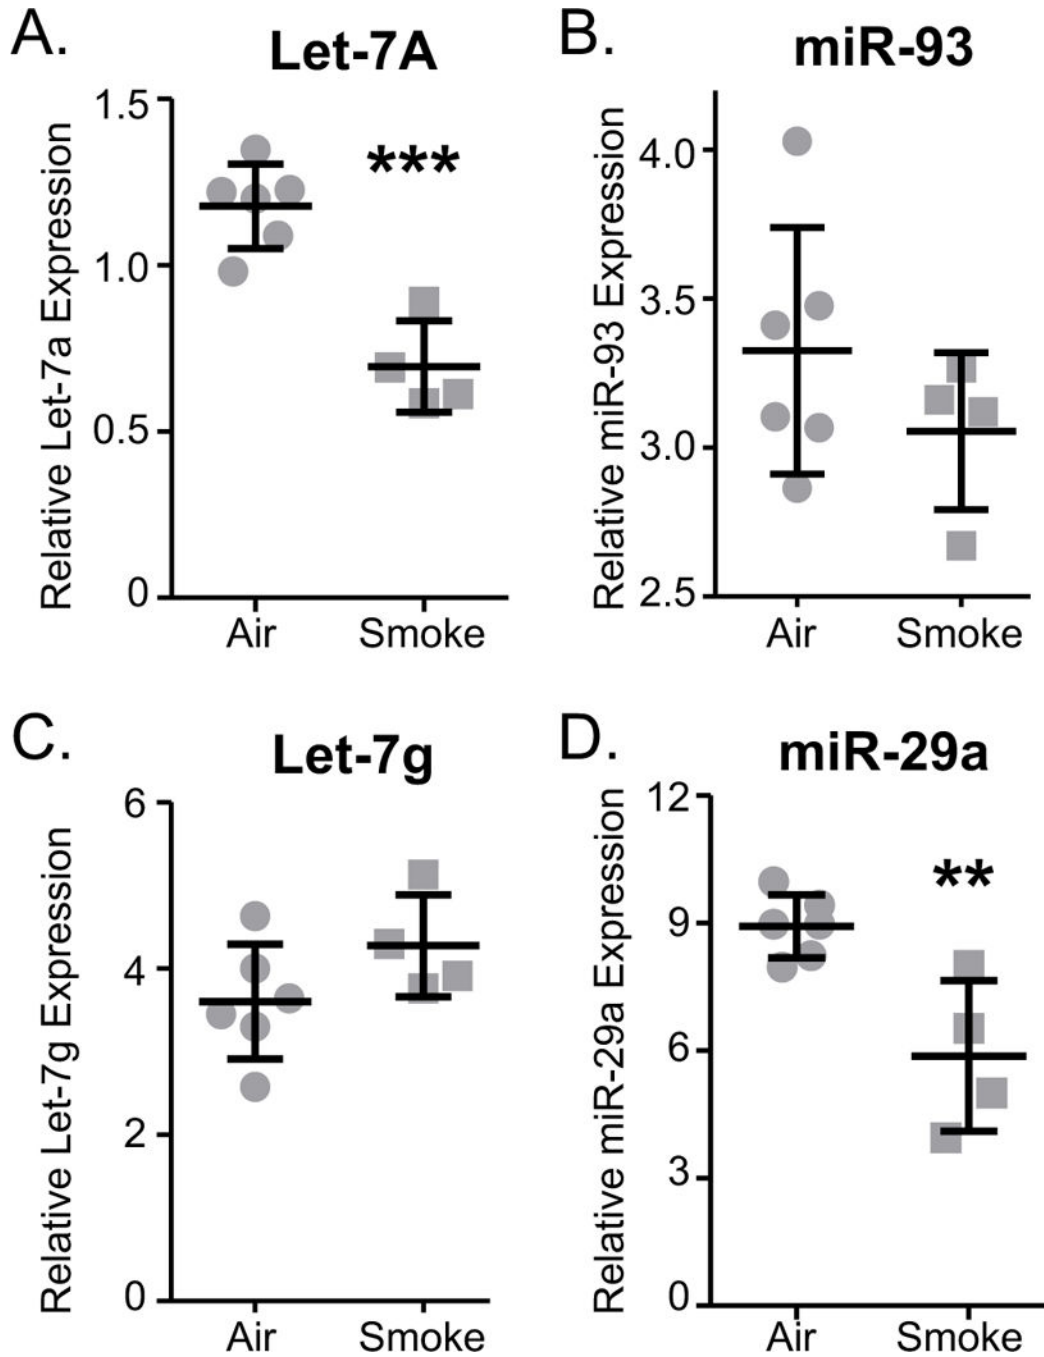 A.
Let-7A
Relative Let-7a Expression
1.5
1.0
0.5
0
***
Air
Smoke
B.
miR-93
Relative miR-93 Expression
4.0
3.5
3.0
2.5
Air
Smoke
C.
Let-7g
Relative Let-7g Expression
6
4
2
0
Air
Smoke
D.
miR-29a
Relative miR-29a Expression
12
9
6
3
0
**
Air
Smoke